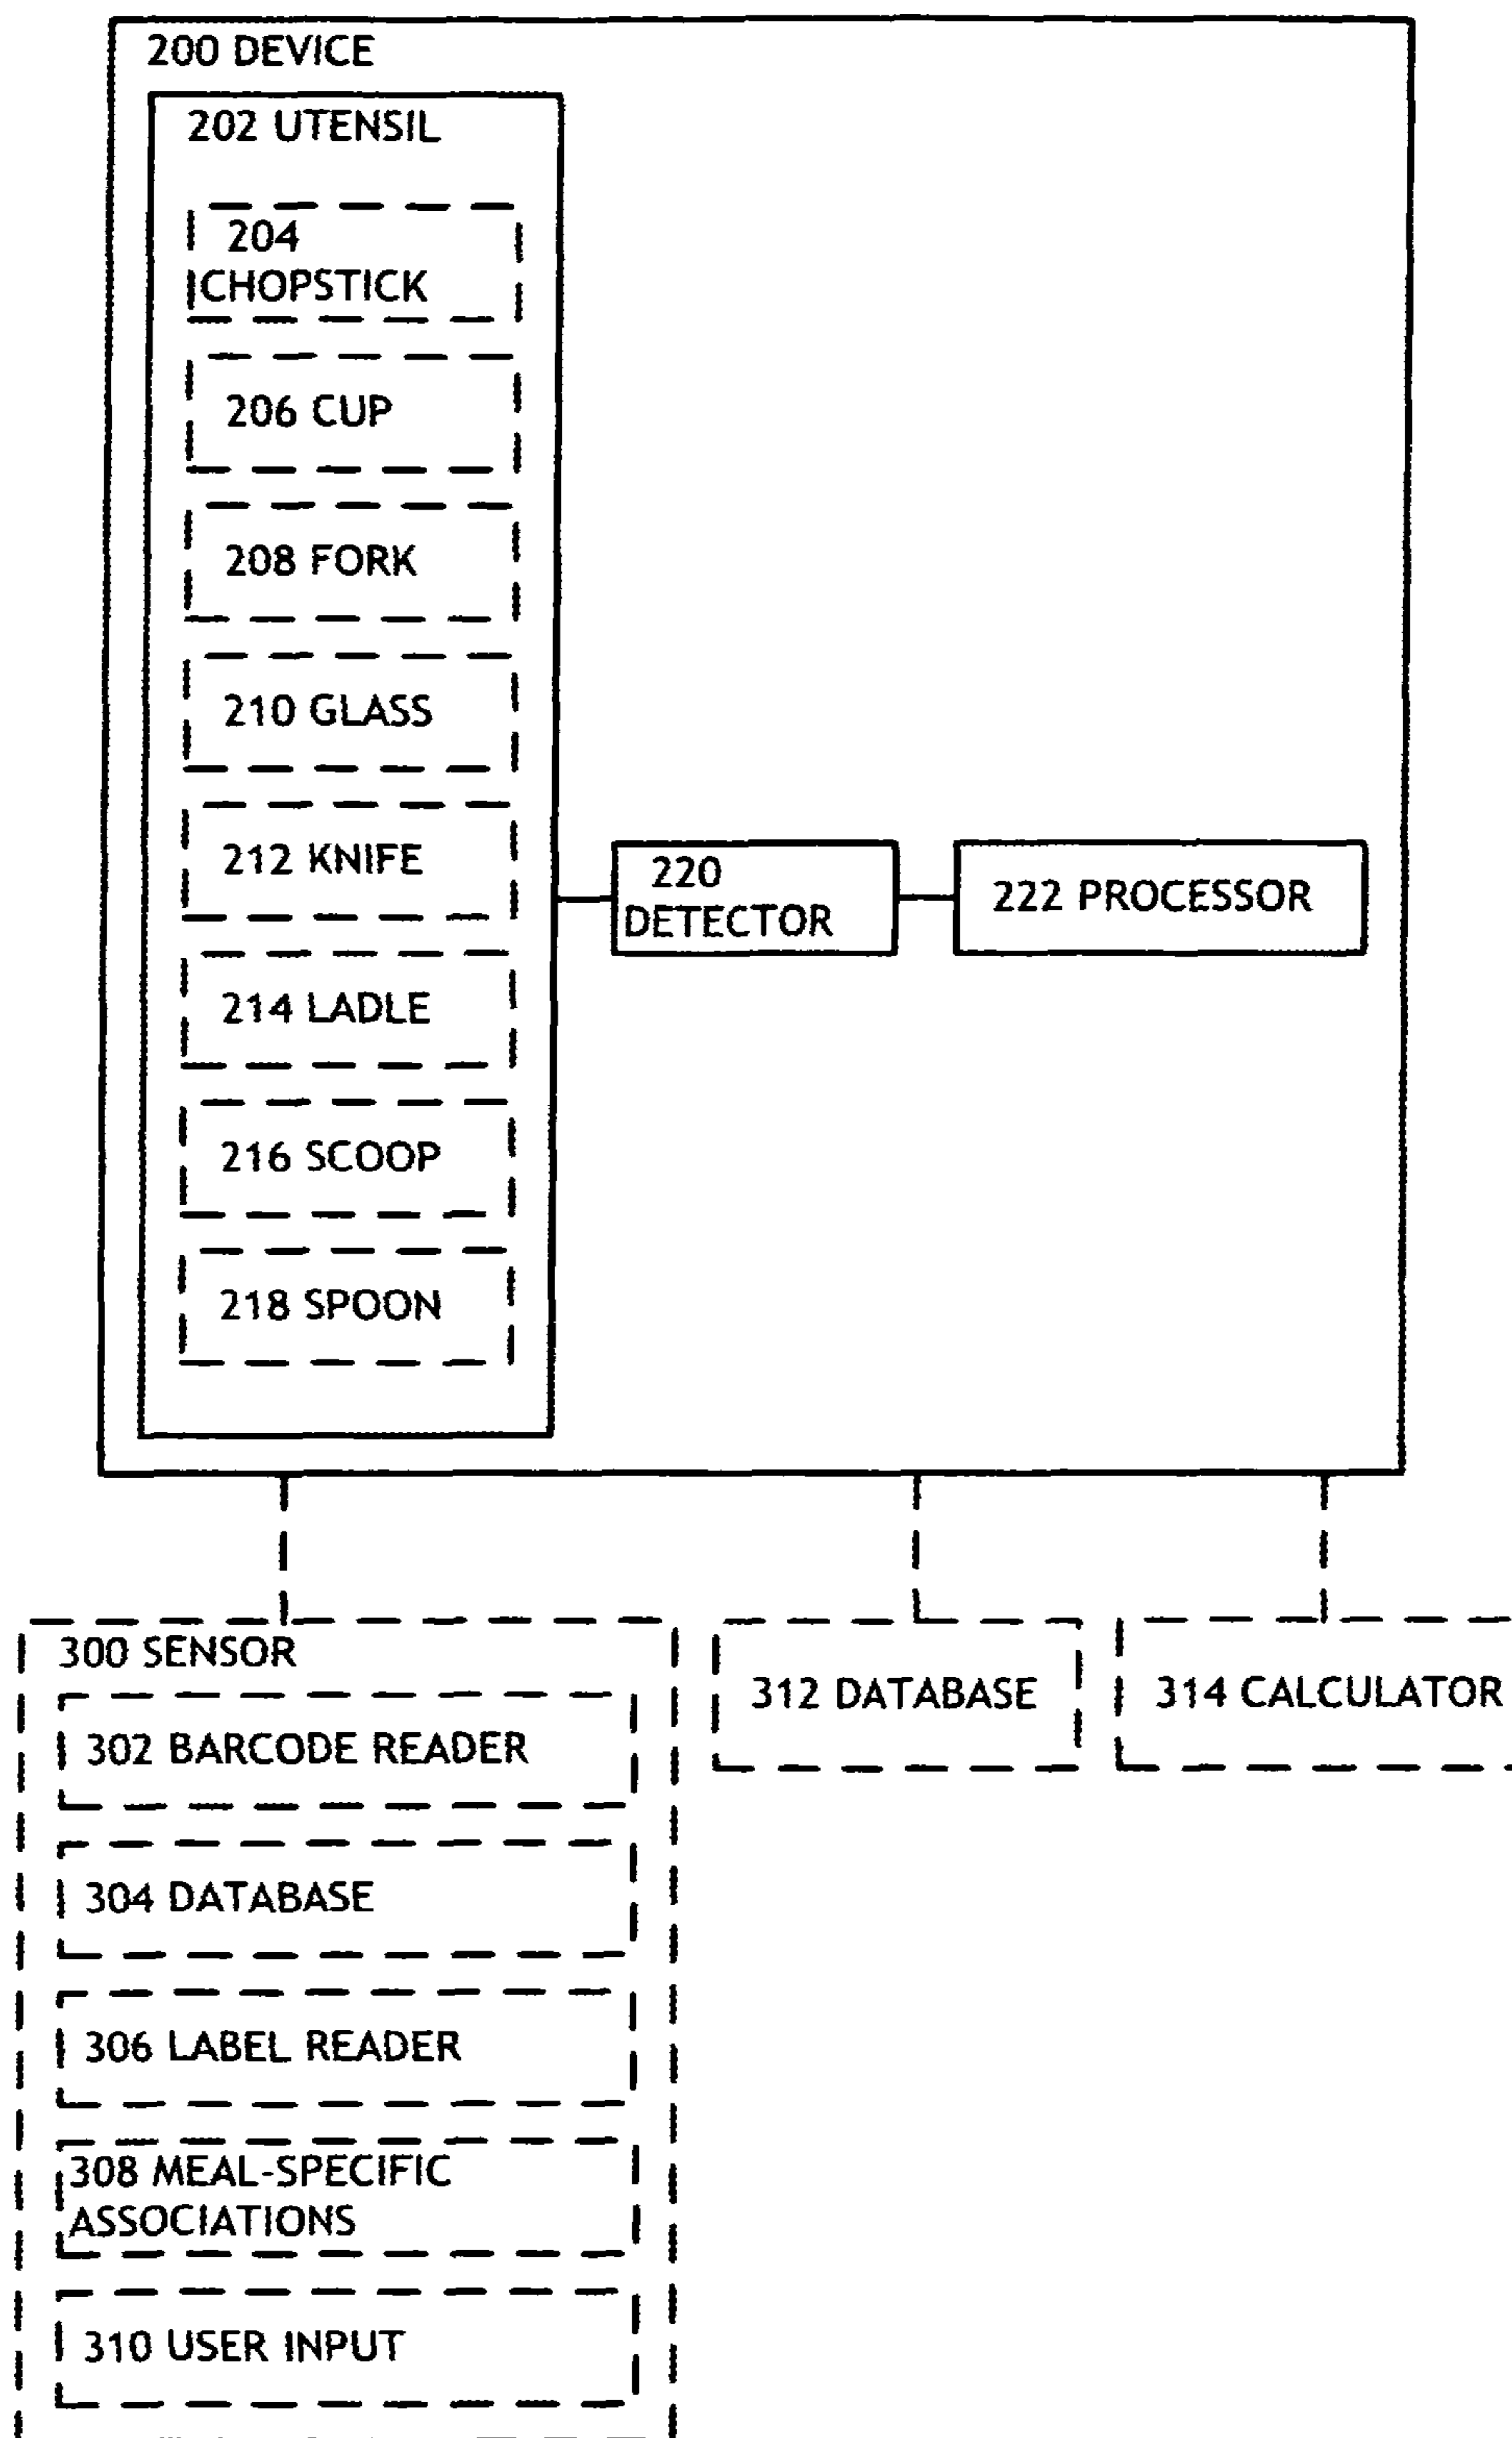 200 DEVICE
202 UTENSIL
204
CHOPSTICK
206 CUP
208 FORK
210 GLASS
212 KNIFE
214 LADLE
216 SCOOP
218 SPOON
220
DETECTOR
222 PROCESSOR
300 SENSOR
302 BARCODE READER
304 DATABASE
306 LABEL READER
308 MEAL-SPECIFIC
ASSOCIATIONS
310 USER INPUT
312 DATABASE
314 CALCULATOR